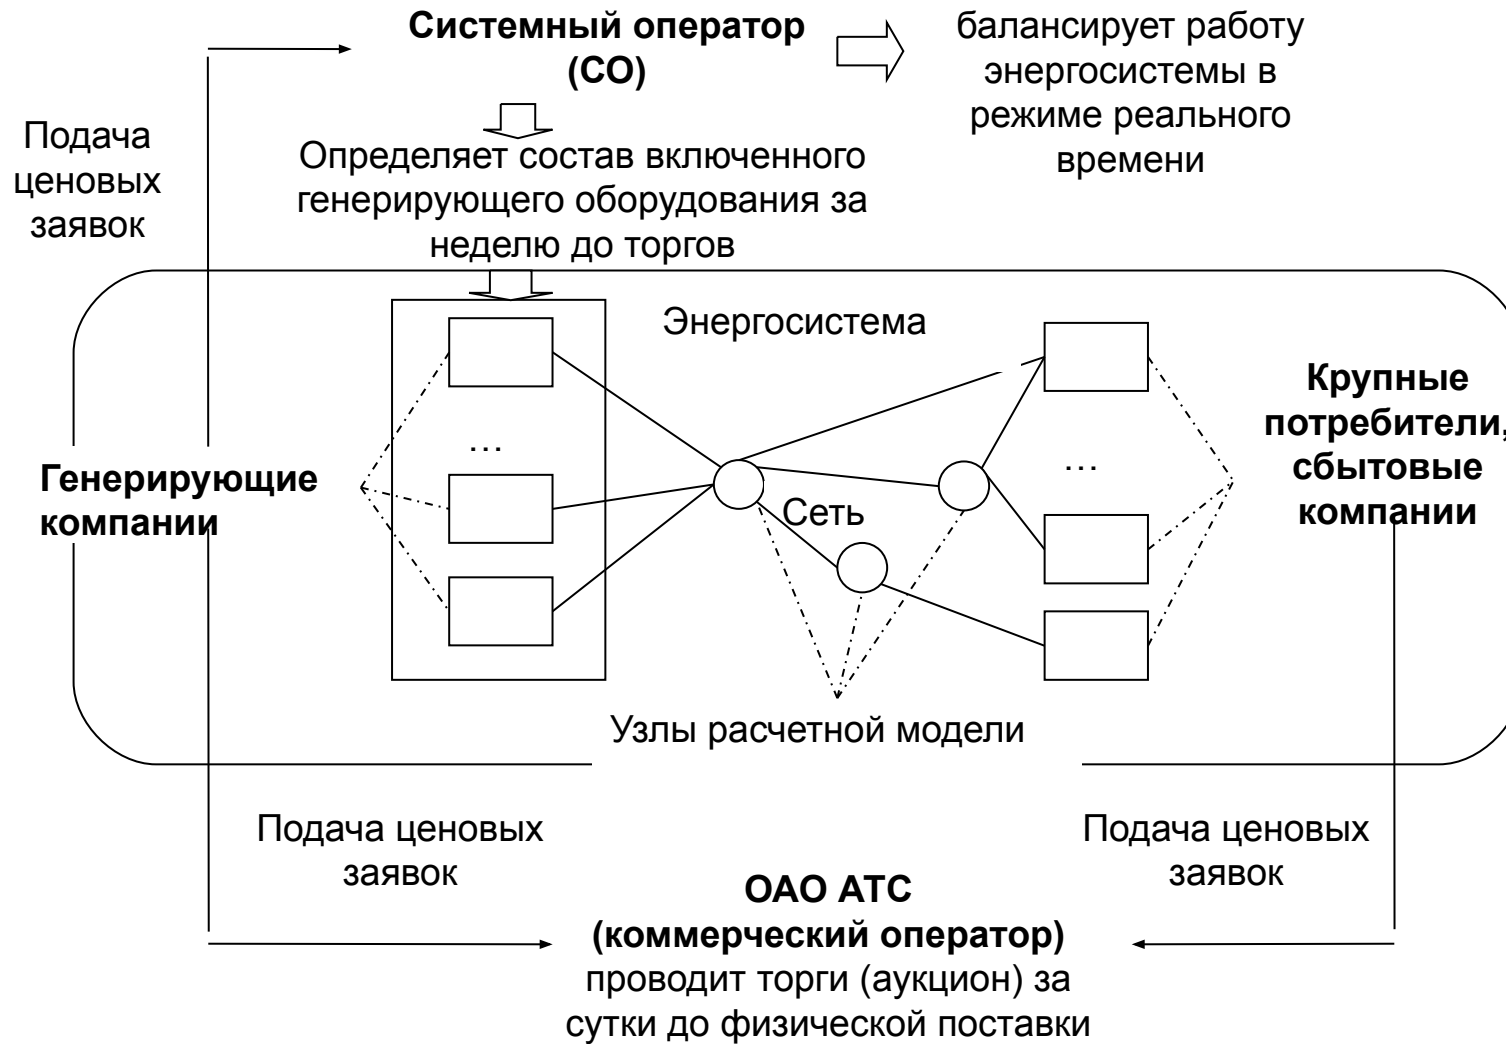 Системный оператор
(СО)
балансирует работу
энергосистемы в
режиме реального
времени
Подача
ценовых
заявок
Определяет состав включенного
генерирующего оборудования за
неделю до торгов
Энергосистема
Генерирующие
компании
...
Сеть
...
Крупные
потребители,
сбытовые
компании
Узлы расчетной модели
Подача ценовых
заявок
Подача ценовых
заявок
ОАО АТС
(коммерческий оператор)
проводит торги (аукцион) за
сутки до физической поставки